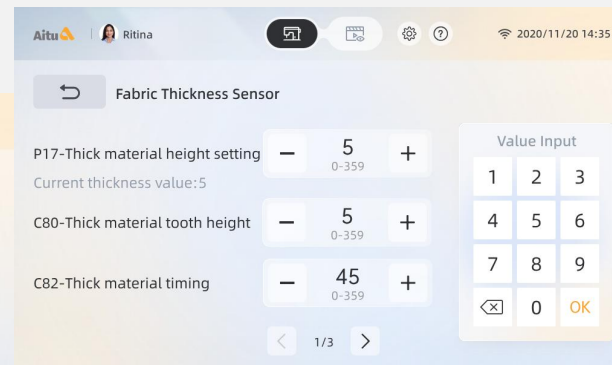 Aitu Ritina 2020/11/20 14:35
Fabric Thickness Sensor
P17-Thick material height setting
Current thickness value:5
− 5 +
0-359
C80-Thick material tooth height
− 5 +
0-359
C82-Thick material timing
− 45 +
0-359
< 1/3 >
Value Input
1 2 3
4 5 6
7 8 9
0 OK